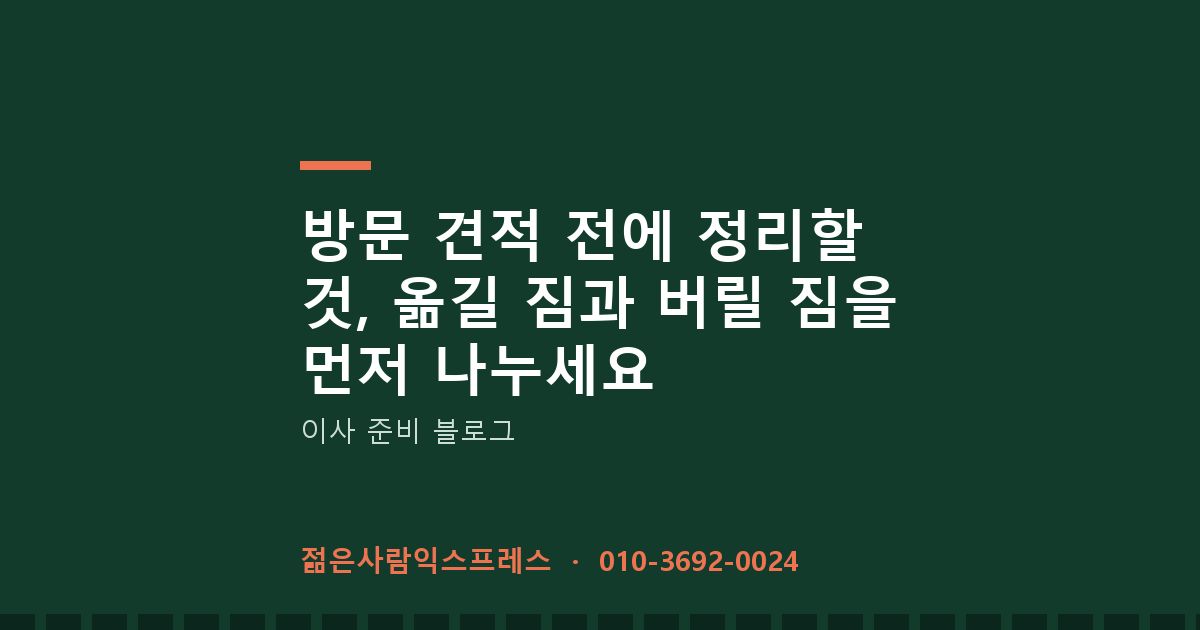 방문 견적 전에 정리할
것, 옮길 짐과 버릴 짐을
먼저 나누세요
이사 준비 블로그
젊은사람익스프레스 · 010-3692-0024